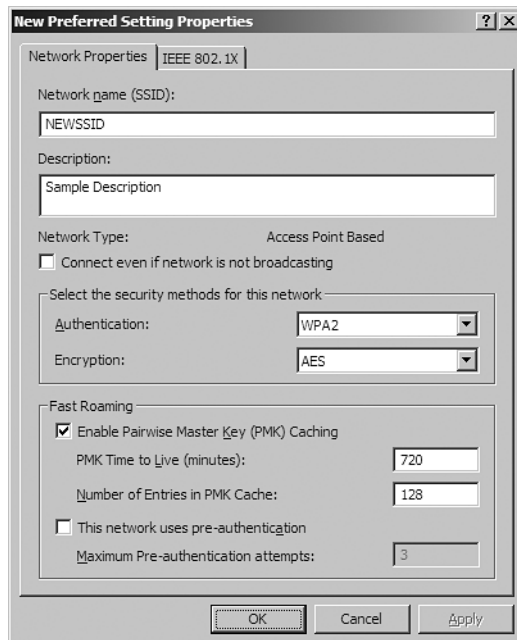 New Preferred Setting Properties
Network Properties
IEEE 802.1X
Network name (SSID):
NEWSSID
Description:
Sample Description
Network Type: Access Point Based
Connect even if network is not broadcasting
Select the security methods for this network
Authentication: WPA2
Encryption: AES
Fast Roaming
Enable Pairwise Master Key (PMK) Caching
PMK Time to Live (minutes): 720
Number of Entries in PMK Cache: 128
This network uses pre-authentication
Maximum Pre-authentication attempts: 3
OK Cancel Apply